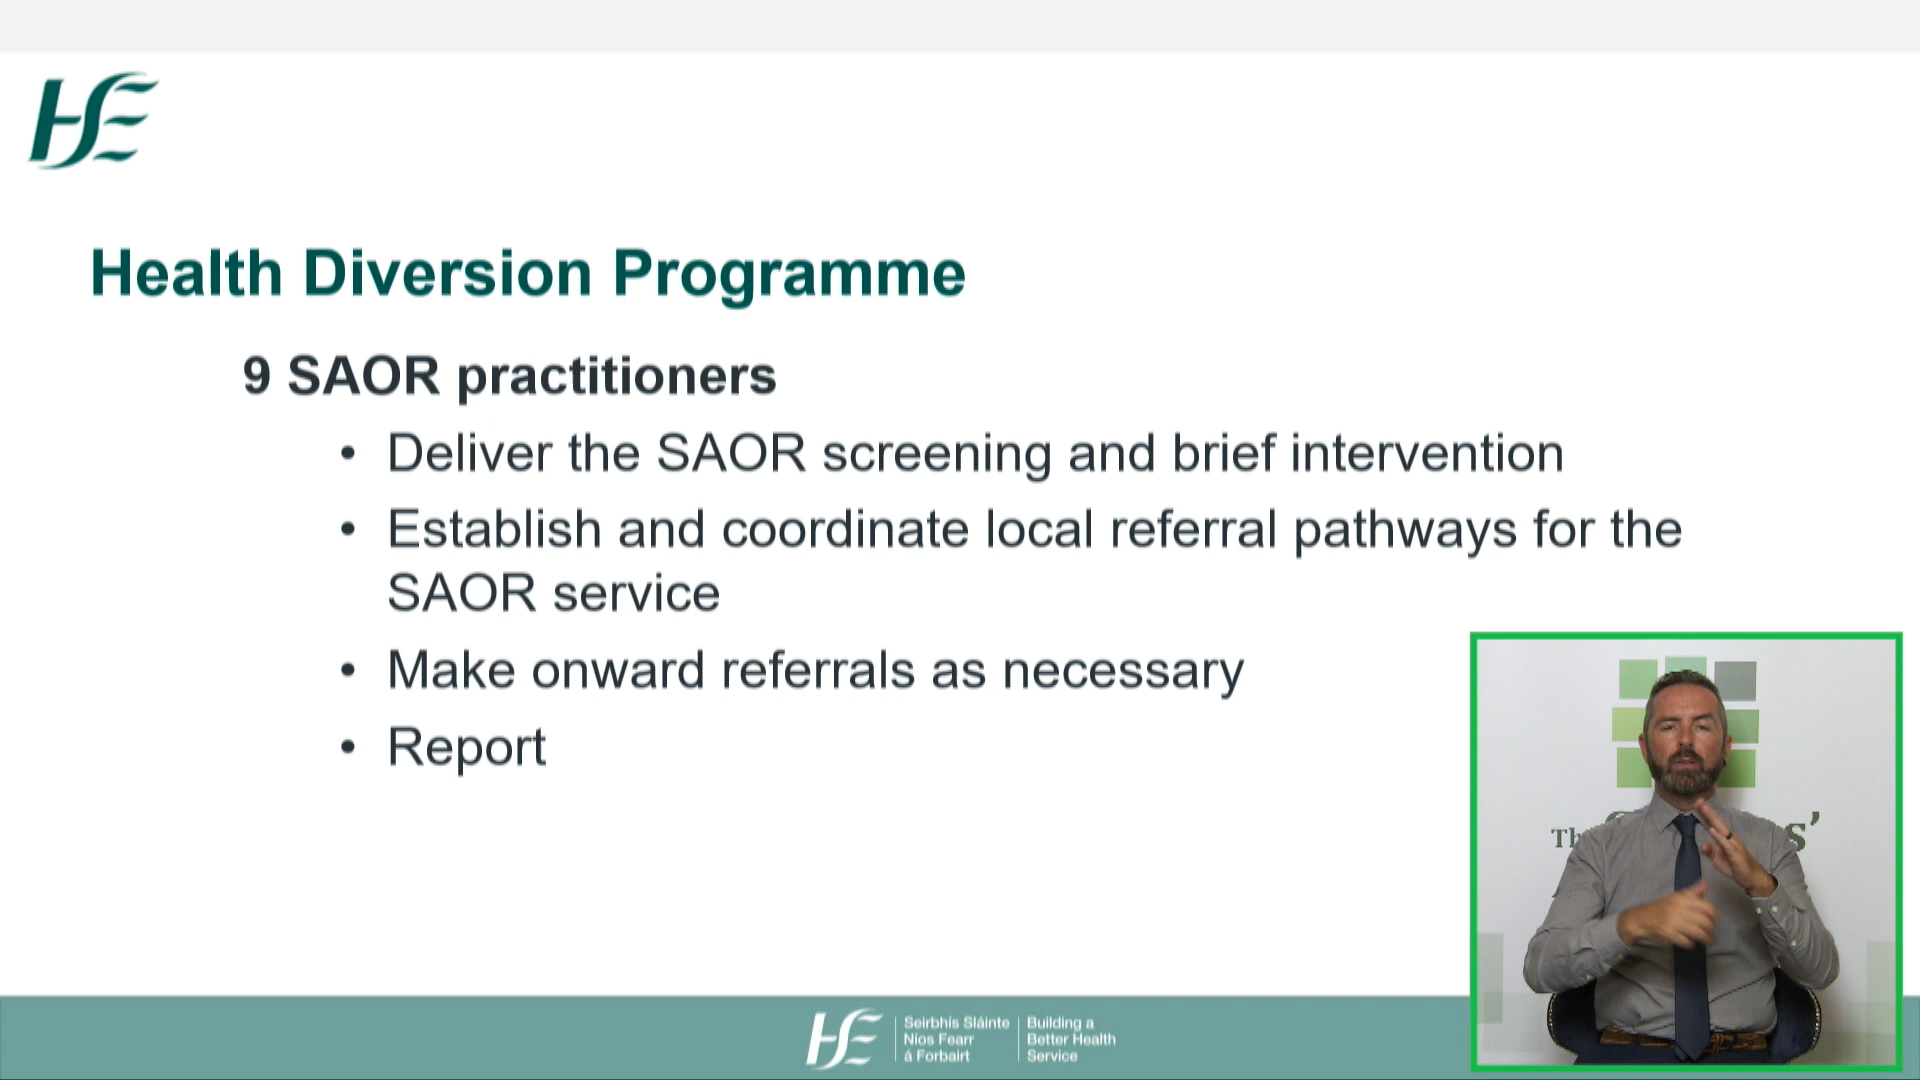 HSE
Health Diversion Programme
9 SAOR practitioners
• Deliver the SAOR screening and brief intervention
• Establish and coordinate local referral pathways for the
SAOR service
• Make onward referrals as necessary
• Report
HSE
Seirbhís Sláinte
Níos Fearr
á Forbairt
Building a
Better Health
Service